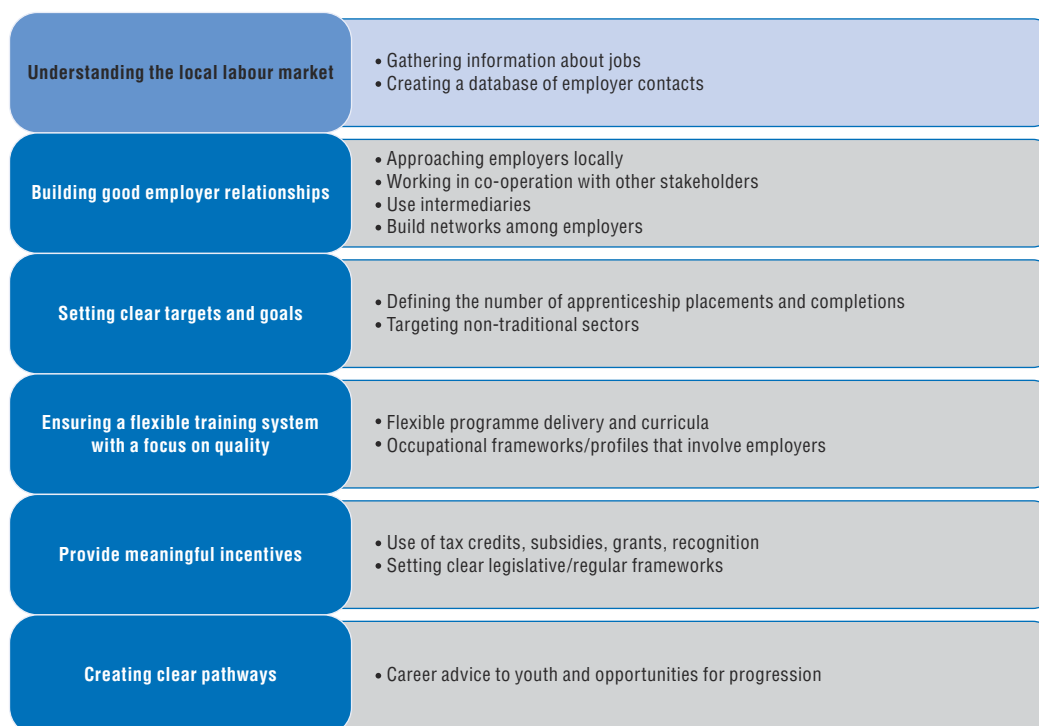 Understanding the local labour market
• Gathering information about jobs
• Creating a database of employer contacts
Building good employer relationships
• Approaching employers locally
• Working in co-operation with other stakeholders
• Use intermediaries
• Build networks among employers
Setting clear targets and goals
• Defining the number of apprenticeship placements and completions
• Targeting non-traditional sectors
Ensuring a flexible training system
with a focus on quality
• Flexible programme delivery and curricula
• Occupational frameworks/profiles that involve employers
Provide meaningful incentives
• Use of tax credits, subsidies, grants, recognition
• Setting clear legislative/regular frameworks
Creating clear pathways
• Career advice to youth and opportunities for progression